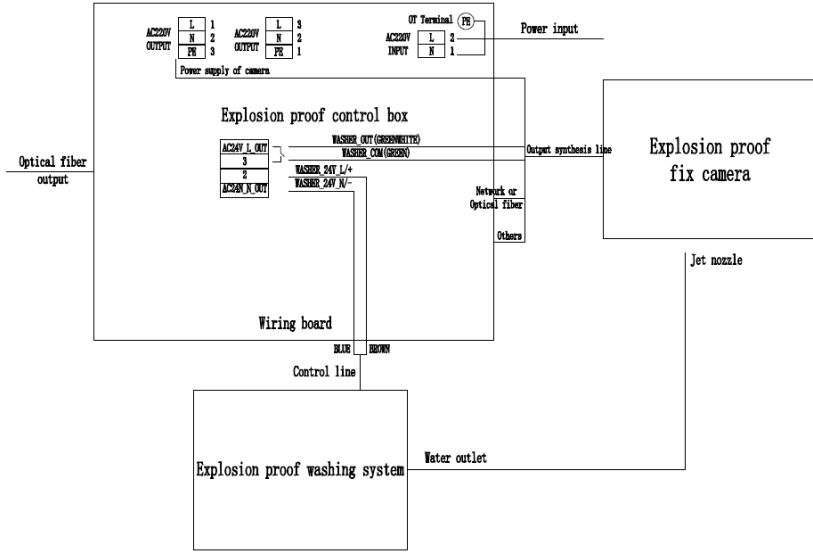 OT Terminal PE
AC220V OUTPUT
L 1
N 2
PE 3
AC220V OUTPUT
L 3
N 2
PE 1
AC220V INPUT
L 2
N 1
Power input
Power supply of camera
Explosion proof control box
AC24V_L_OUT
3
2
AC24V_N_OUT
WASHER_OUT(GREENWHITE)
WASHER_COM(GREEN)
WASHER_24V_L/+
WASHER_24V_N/-
Optical fiber
output
Output synthesis line
Explosion proof
fix camera
Network or
Optical fiber
Others
Jet nozzle
Wiring board
BLUE BROWN
Control line
Explosion proof washing system
Water outlet